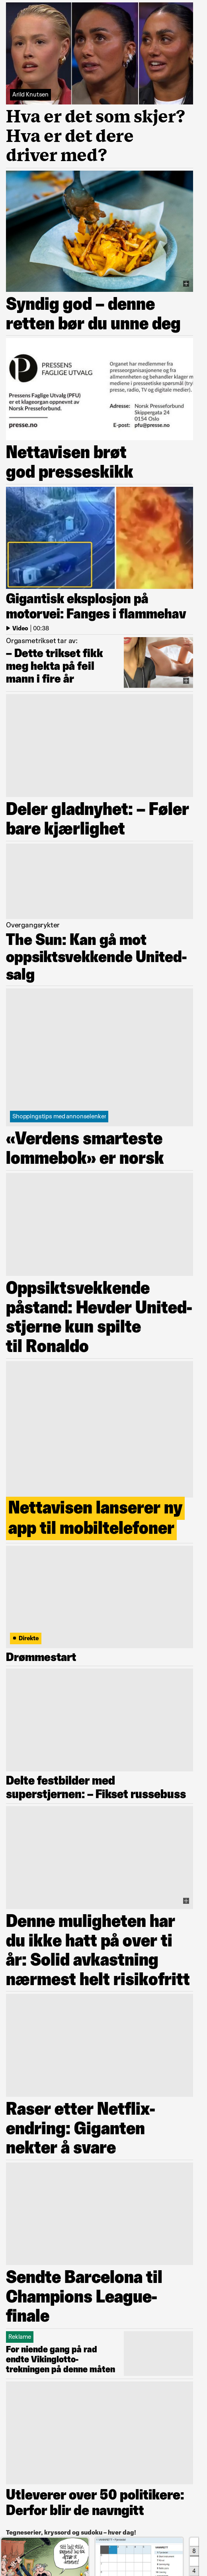 Arild Knutsen
Hva er det som skjer?
Hva er det dere
driver med?
Syndig god – denne
retten bør du unne deg
PRESSENS
FAGLIGE UTVALG
Pressens Faglige Utvalg (PFU)
er et klageorgan oppnevnt av
Norsk Presseforbund.
presse.no
Organet har medlemmer fra
presseorganisasjonene og fra
allmennheten og behandler klager m
mediene i presseetiske spørsmål (try
presse, radio, TV og digitale medier).
Adresse: Norsk Presseforbund
Skippergata 24
0154 Oslo
E-post: pfu@presse.no
Nettavisen brøt
god presseskikk
Gigantisk eksplosjon på
motorvei: Fanges i flammehav
Video | 00:38
Orgasmetrikset tar av:
– Dette trikset fikk
meg hekta på feil
mann i fire år
Deler gladnyhet: – Føler
bare kjærlighet
Overgangsrykter
The Sun: Kan gå mot
oppsiktsvekkende United-
salg
Shoppingstips med annonselenker
«Verdens smarteste
lommebok» er norsk
Oppsiktsvekkende
påstand: Hevder United-
stjerne kun spilte
til Ronaldo
Nettavisen lanserer ny
app til mobiltelefoner
Direkte
Drømmestart
Delte festbilder med
superstjernen: – Fikset russebuss
Denne muligheten har
du ikke hatt på over ti
år: Solid avkastning
nærmest helt risikofritt
Raser etter Netflix-
endring: Giganten
nekter å svare
Sendte Barcelona til
Champions League-
finale
Reklame
For niende gang på rad
endte Vikinglotto-
trekningen på denne måten
Utleverer over 50 politikere:
Derfor blir de navngitt
Tegneserier, kryssord og sudoku – hver dag!